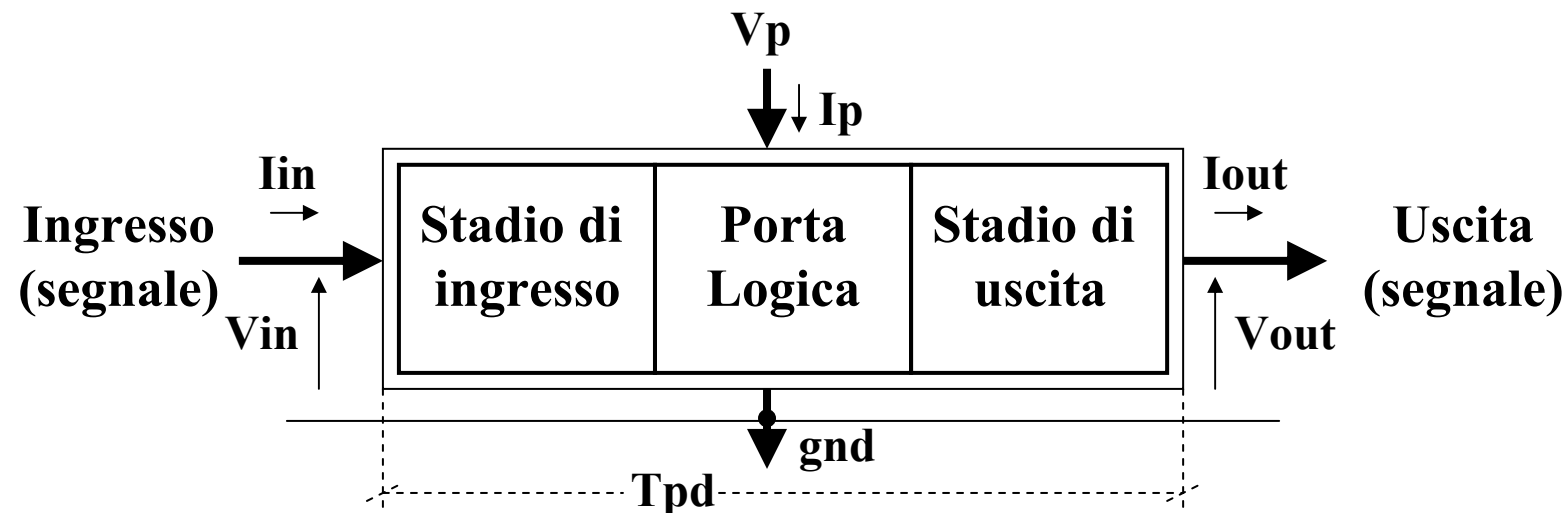 Vp
Ip
Iin
Iout
Ingresso
(segnale)
Stadio di
ingresso
Porta
Logica
Stadio di
uscita
Uscita
(segnale)
Vin
Vout
gnd
Tpd